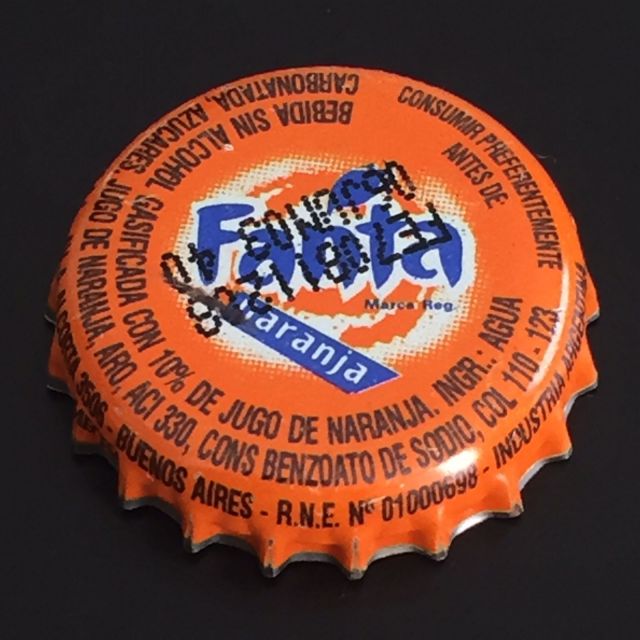 CONSUMIR PREFERENTEMENTE
ANTES DE
BEBIDA SIN ALCOHOL GASIFICADA CON 10% DE JUGO DE NARANJA. INGR.: AGUA
CARBONATADA, AZUCARES, JUGO DE NARANJA, ARO, ACI 330, CONS BENZOATO DE SODIO, COL 110 - 123
3506 - BUENOS AIRES - R.N.E. Nº 01000698 - INDUSTRIA
Fanta
Marca Reg.
naranja